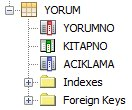 YORUM
YORUMNO
KITAPNO
ACIKLAMA
Indexes
Foreign Keys